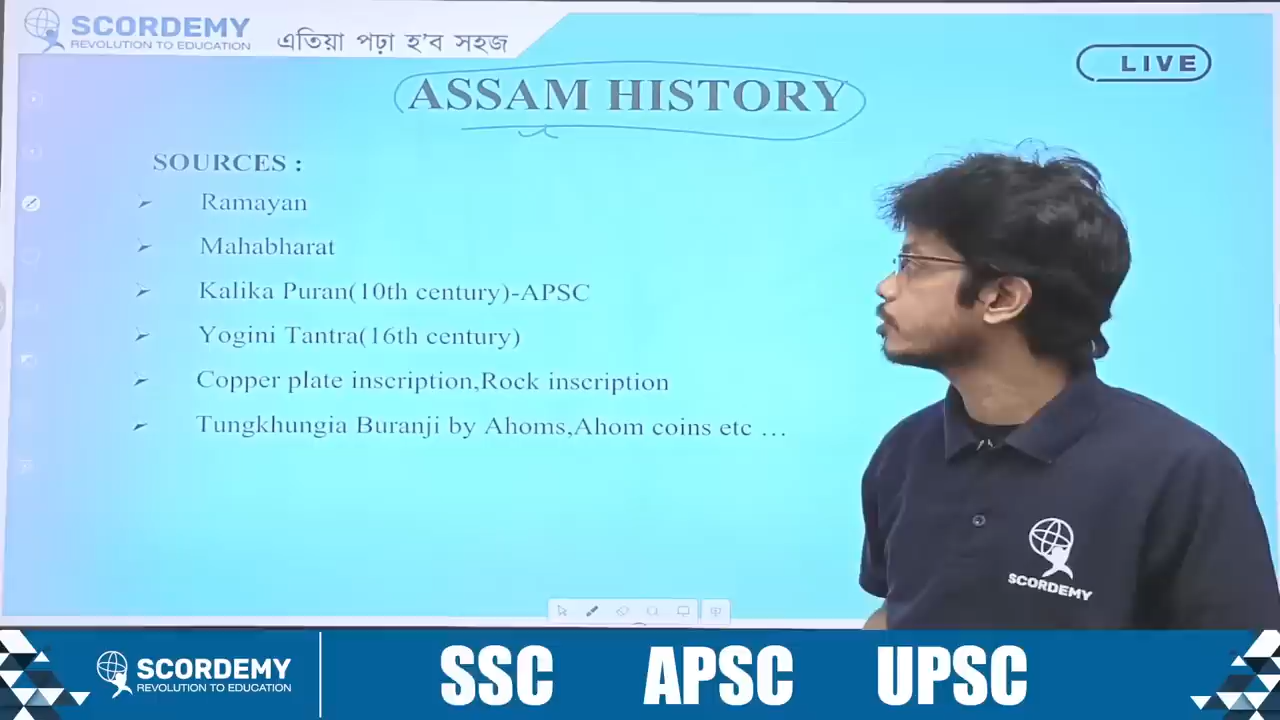 SCORDEMY
REVOLUTION TO EDUCATION
এতিয়া পঢ়া হ'ব সহজ
LIVE
ASSAM HISTORY
SOURCES :
➢ Ramayan
➢ Mahabharat
➢ Kalika Puran(10th century)-APSC
➢ Yogini Tantra(16th century)
➢ Copper plate inscription,Rock inscription
➢ Tungkhungia Buranji by Ahoms,Ahom coins etc …
SCORDEMY
SCORDEMY
REVOLUTION TO EDUCATION
SSC APSC UPSC